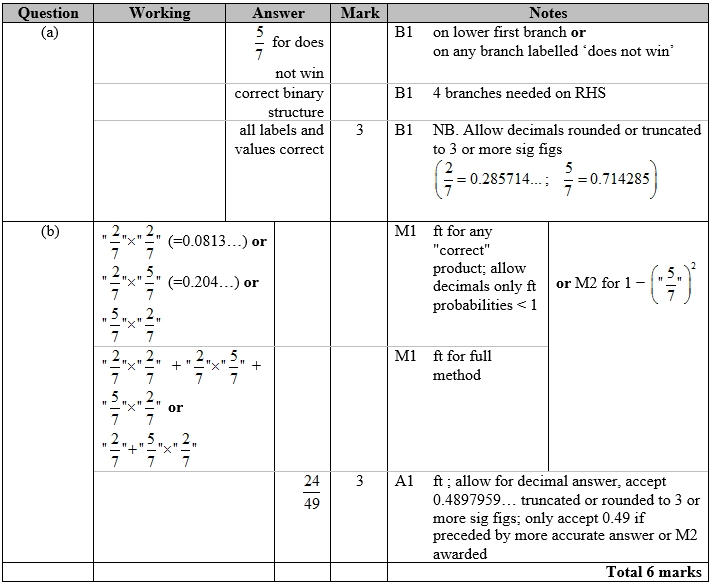 Question Working Answer Mark Notes
(a) 5/7 for does not win B1 on lower first branch or
on any branch labelled ‘does not win’
correct binary structure B1 4 branches needed on RHS
all labels and values correct 3 B1 NB. Allow decimals rounded or truncated
to 3 or more sig figs
(2/7 = 0.285714...; 5/7 = 0.714285)
(b) "2/7"×"2/7" (=0.0813…) or
"2/7"×"5/7" (=0.204…) or
"5/7"×"2/7"
M1 ft for any
"correct"
product; allow
decimals only ft
probabilities < 1
or M2 for 1 − ("5/7")²
"2/7"×"2/7" + "2/7"×"5/7" +
"5/7"×"2/7" or
"2/7"+"5/7"×"2/7"
M1 ft for full
method
24/49 3 A1 ft ; allow for decimal answer, accept
0.4897959… truncated or rounded to 3 or
more sig figs; only accept 0.49 if
preceded by more accurate answer or M2
awarded
Total 6 marks